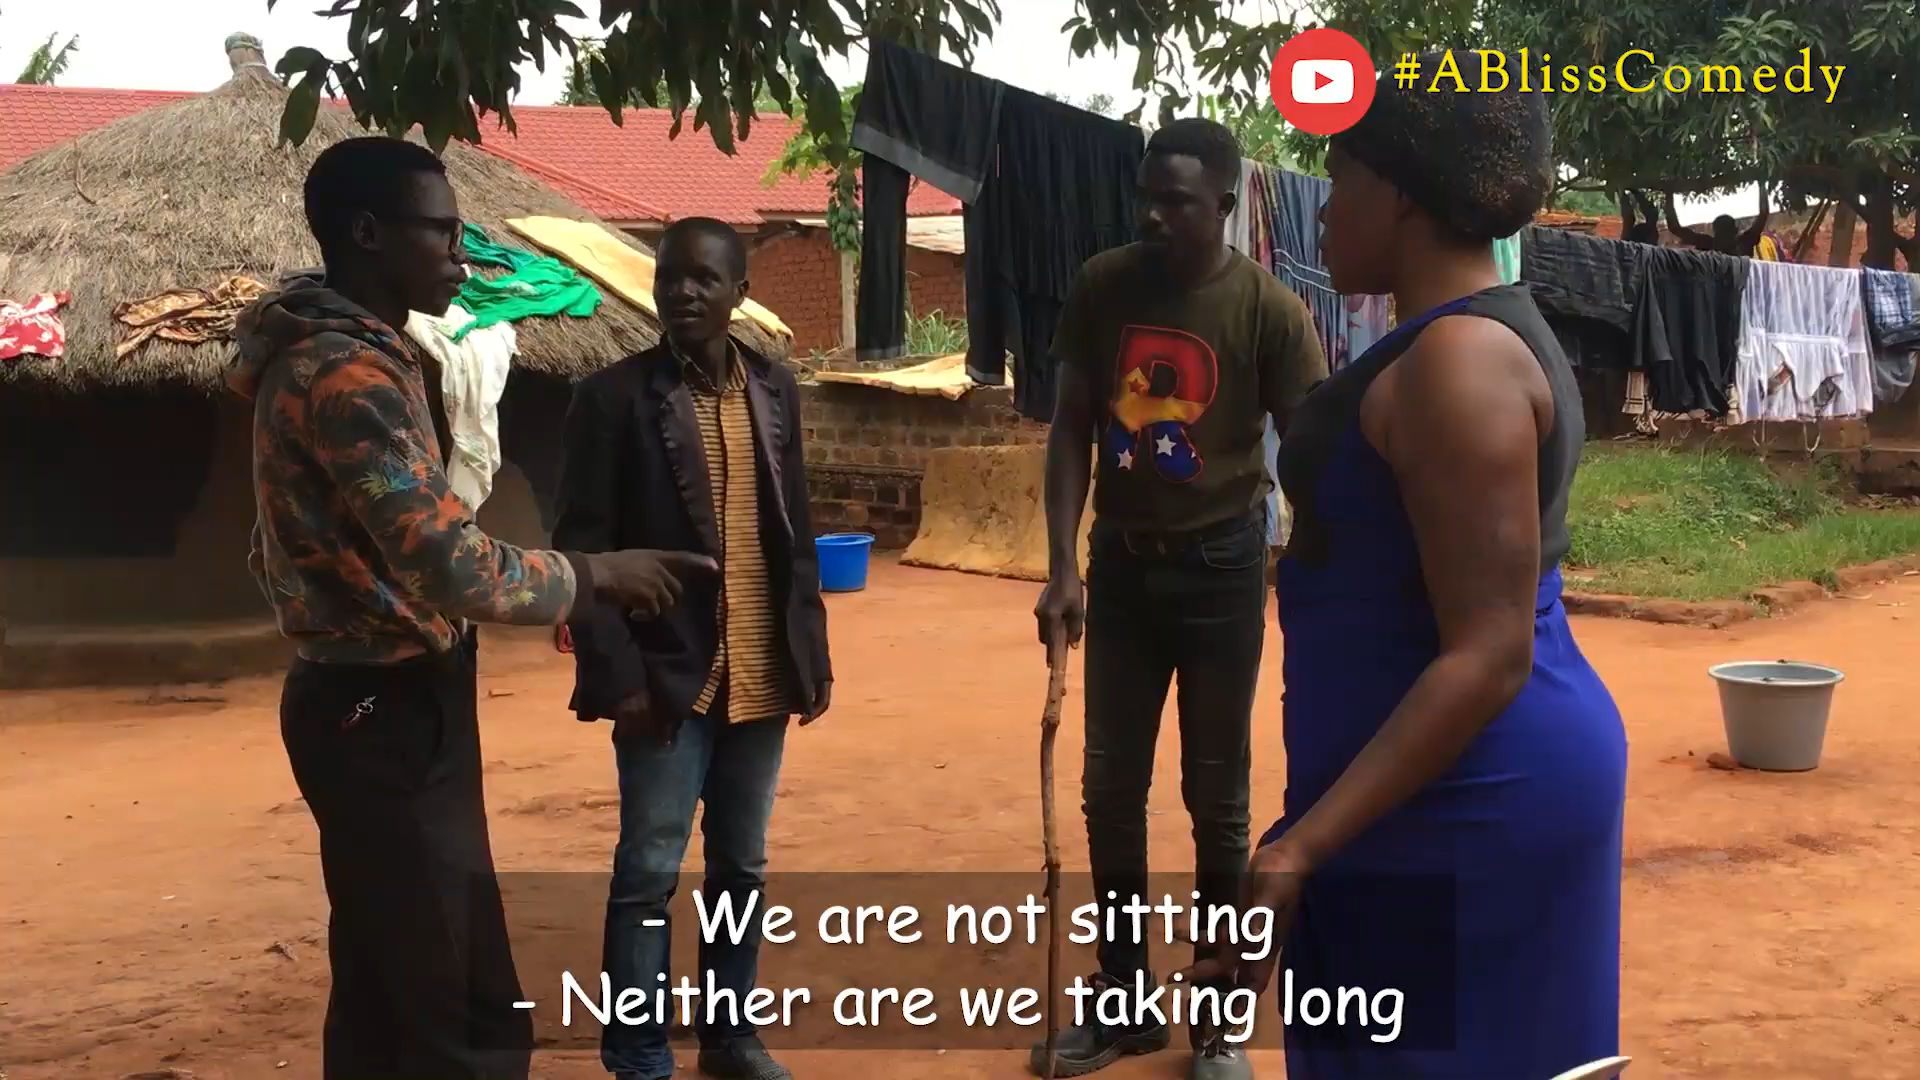 #ABlissComedy
R
- We are not sitting
- Neither are we taking long